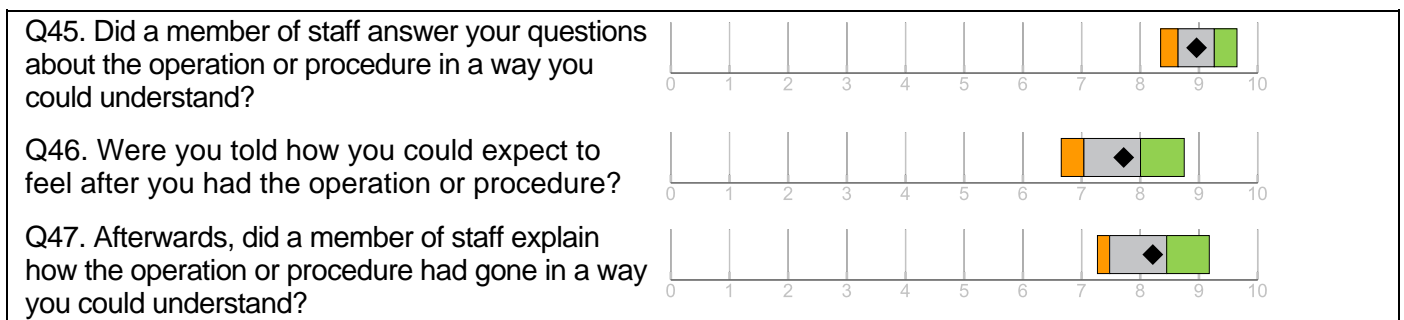 Q45. Did a member of staff answer your questions
about the operation or procedure in a way you
could understand?
0 1 2 3 4 5 6 7 8 9 10
Q46. Were you told how you could expect to
feel after you had the operation or procedure?
0 1 2 3 4 5 6 7 8 9 10
Q47. Afterwards, did a member of staff explain
how the operation or procedure had gone in a way
you could understand?
0 1 2 3 4 5 6 7 8 9 10